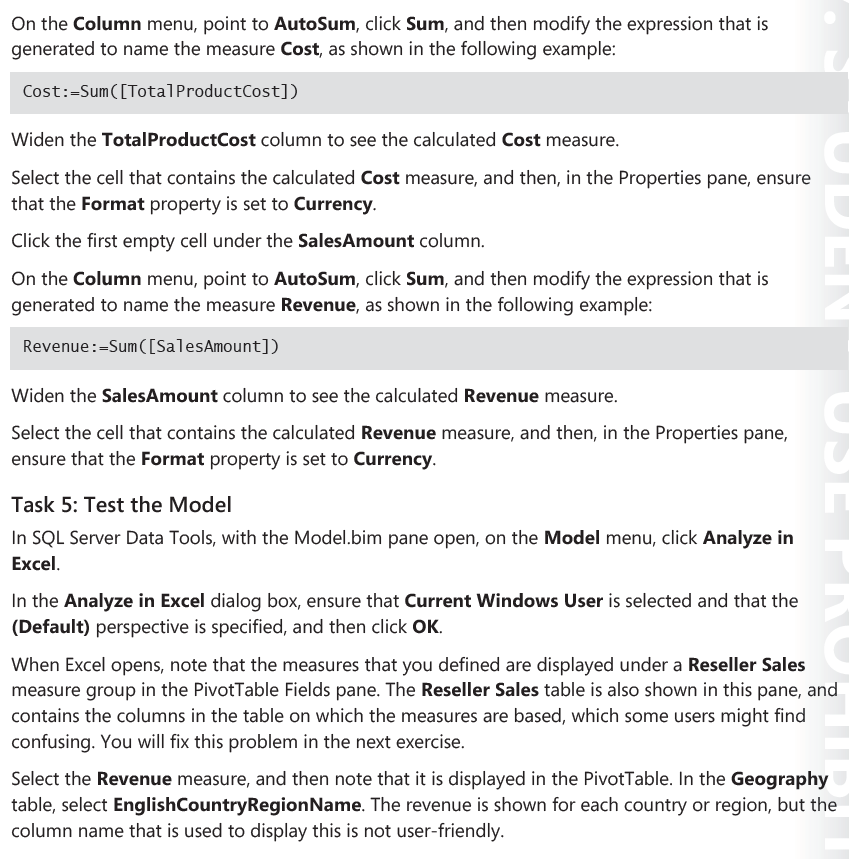 On the Column menu, point to AutoSum, click Sum, and then modify the expression that is
generated to name the measure Cost, as shown in the following example:
Cost:=Sum([TotalProductCost])
Widen the TotalProductCost column to see the calculated Cost measure.
Select the cell that contains the calculated Cost measure, and then, in the Properties pane, ensure
that the Format property is set to Currency.
Click the first empty cell under the SalesAmount column.
On the Column menu, point to AutoSum, click Sum, and then modify the expression that is
generated to name the measure Revenue, as shown in the following example:
Revenue:=Sum([SalesAmount])
Widen the SalesAmount column to see the calculated Revenue measure.
Select the cell that contains the calculated Revenue measure, and then, in the Properties pane,
ensure that the Format property is set to Currency.
Task 5: Test the Model
In SQL Server Data Tools, with the Model.bim pane open, on the Model menu, click Analyze in
Excel.
In the Analyze in Excel dialog box, ensure that Current Windows User is selected and that the
(Default) perspective is specified, and then click OK.
When Excel opens, note that the measures that you defined are displayed under a Reseller Sales
measure group in the PivotTable Fields pane. The Reseller Sales table is also shown in this pane, and
contains the columns in the table on which the measures are based, which some users might find
confusing. You will fix this problem in the next exercise.
Select the Revenue measure, and then note that it is displayed in the PivotTable. In the Geography
table, select EnglishCountryRegionName. The revenue is shown for each country or region, but the
column name that is used to display this is not user-friendly.
USE